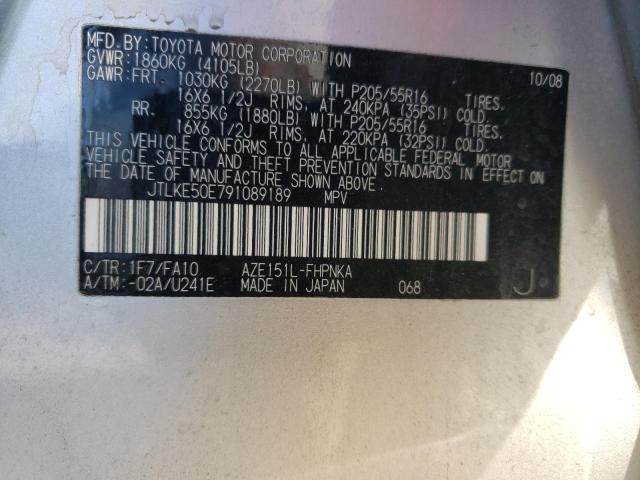 MFD.BY:TOYOTA MOTOR CORPORATION 10/08
GVWR:1860KG (4105LB)
GAWR:FRT. 1030KG (2270LB) WITH P205/55R16 TIRES.
16X6 1/2J RIMS, AT 240KPA (35PSI) COLD.
RR. 855KG (1880LB) WITH P205/55R16 TIRES.
16X6 1/2J RIMS, AT 220KPA (32PSI) COLD.
THIS VEHICLE CONFORMS TO ALL APPLICABLE FEDERAL MOTOR
VEHICLE SAFETY AND THEFT PREVENTION STANDARDS IN EFFECT ON
THE DATE OF MANUFACTURE SHOWN ABOVE.
JTLKE50E791089189 MPV
C/TR:1F7/FA10 AZE151L-FHPNKA
A/TM:-02A/U241E MADE IN JAPAN 068 J